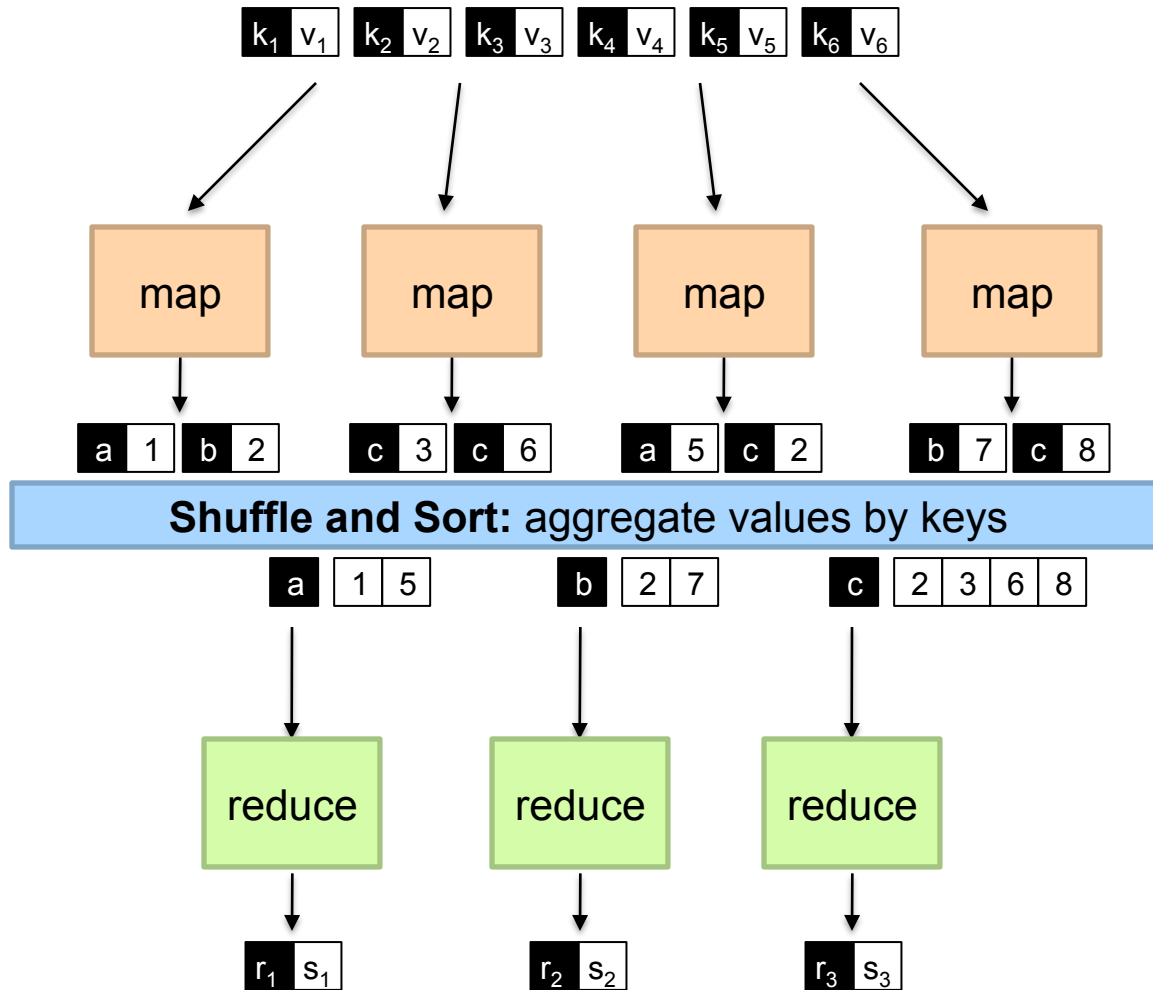 k₁ v₁ k₂ v₂ k₃ v₃ k₄ v₄ k₅ v₅ k₆ v₆
map map map map
a 1 b 2 c 3 c 6 a 5 c 2 b 7 c 8
Shuffle and Sort: aggregate values by keys
a 1 5 b 2 7 c 2 3 6 8
reduce reduce reduce
r₁ s₁ r₂ s₂ r₃ s₃